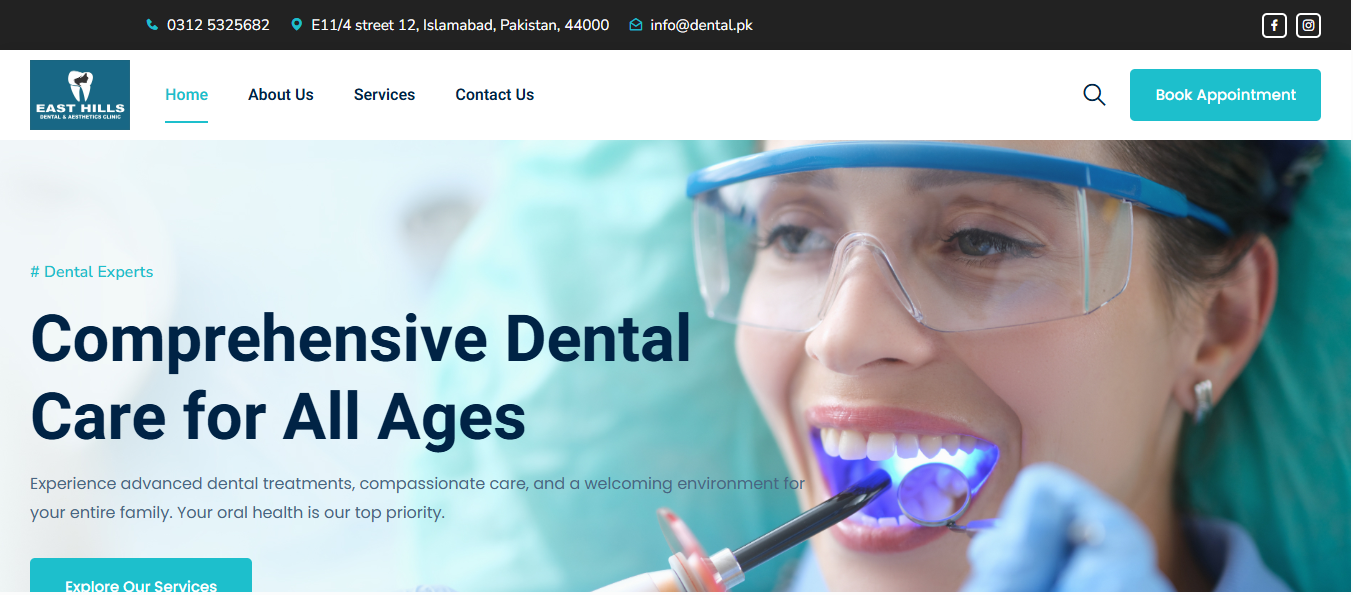 0312 5325682 E11/4 street 12, Islamabad, Pakistan, 44000 info@dental.pk
EAST HILLS
DENTAL & AESTHETICS CLINIC
Home About Us Services Contact Us Book Appointment
# Dental Experts
Comprehensive Dental
Care for All Ages
Experience advanced dental treatments, compassionate care, and a welcoming environment for
your entire family. Your oral health is our top priority.
Explore Our Services